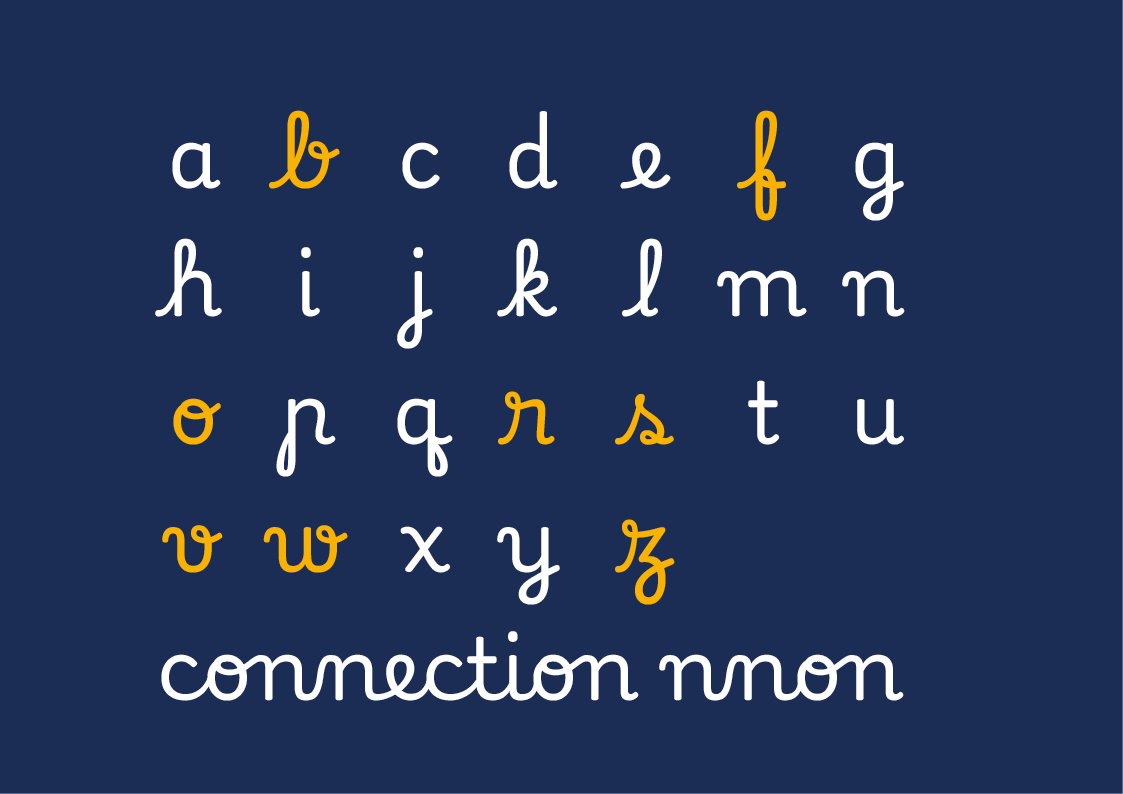 a b c d e f g
h i j k l m n
o p q r s t u
v w x y z
connection nnon